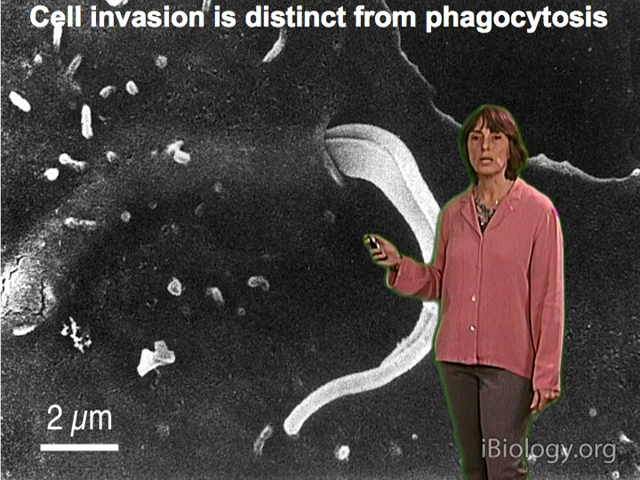 Cell invasion is distinct from phagocytosis
2 µm
iBiology.org